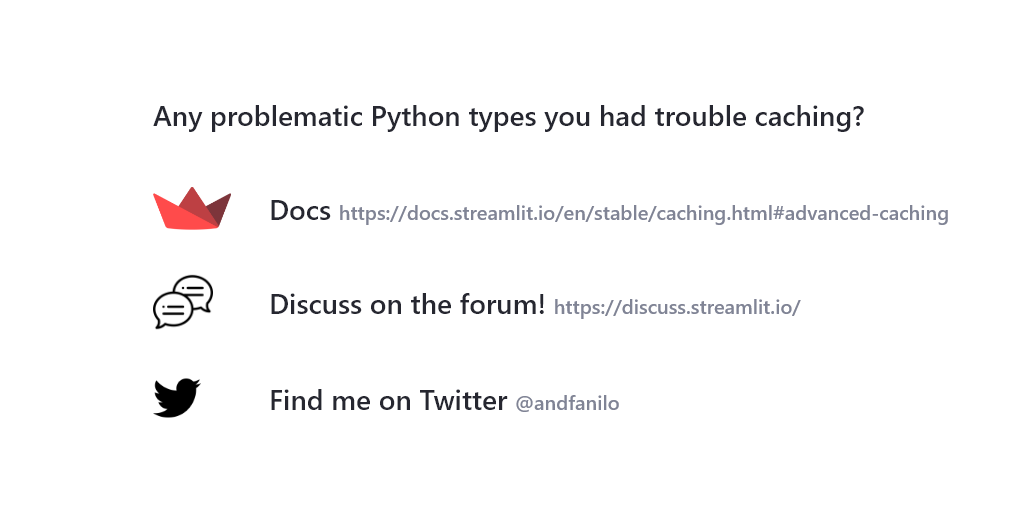 Any problematic Python types you had trouble caching?
Docs https://docs.streamlit.io/en/stable/caching.html#advanced-caching
Discuss on the forum! https://discuss.streamlit.io/
Find me on Twitter @andfanilo